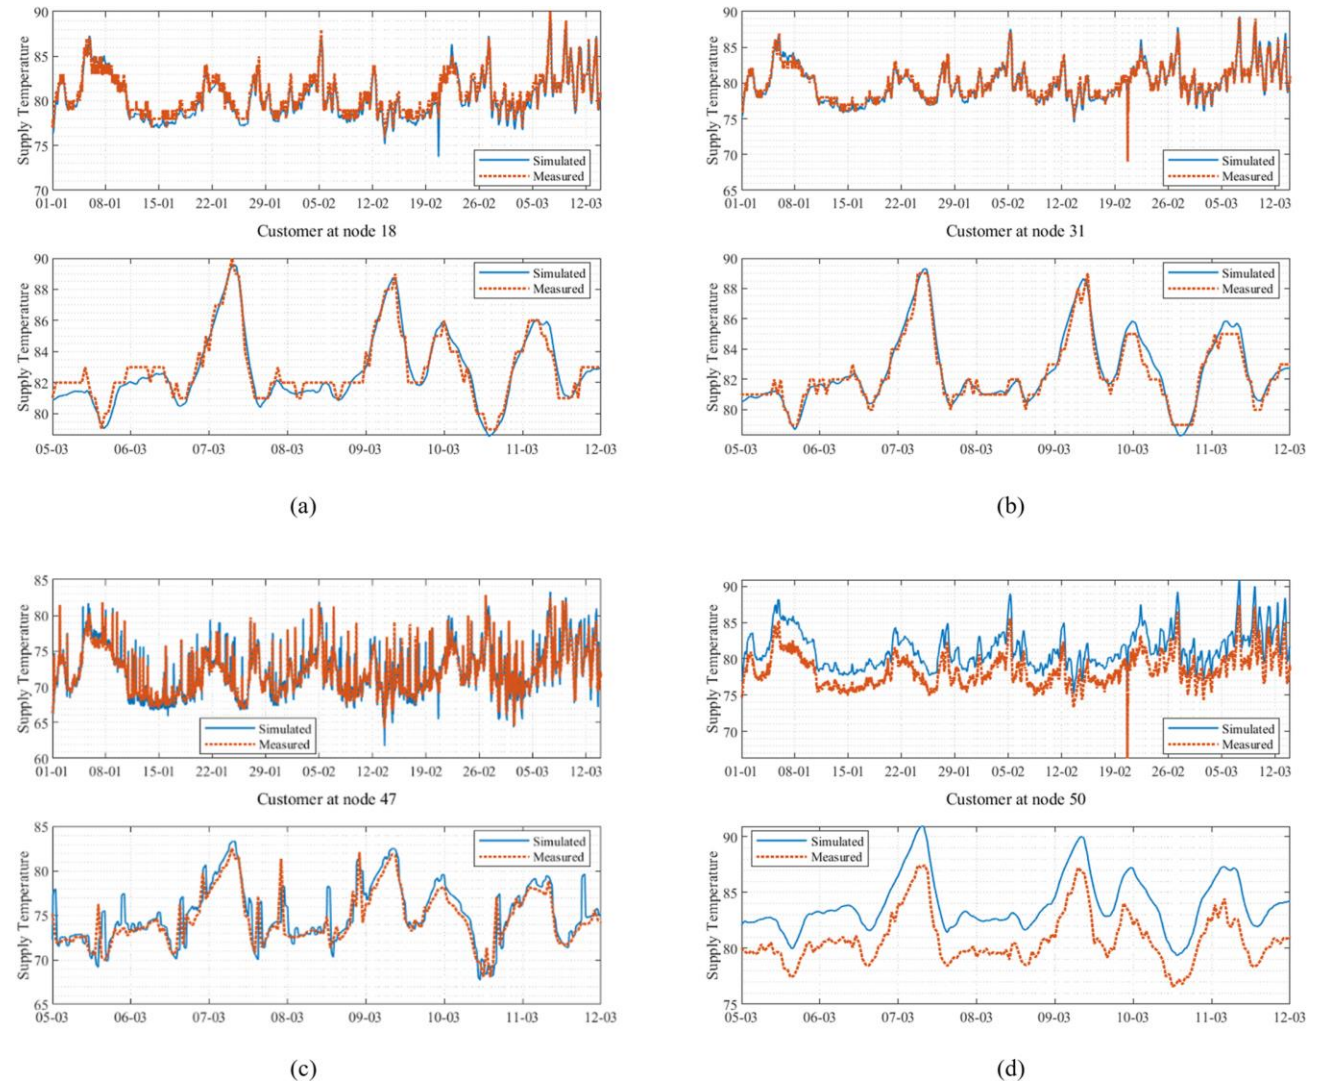 90
85
80
75
70
Supply Temperature
Simulated
Measured
01-01 08-01 15-01 22-01 29-01 05-02 12-02 19-02 26-02 05-03 12-03
Customer at node 18
90
88
86
84
82
80
Supply Temperature
Simulated
Measured
05-03 06-03 07-03 08-03 09-03 10-03 11-03 12-03
(a)
90
85
80
75
70
65
Supply Temperature
Simulated
Measured
01-01 08-01 15-01 22-01 29-01 05-02 12-02 19-02 26-02 05-03 12-03
Customer at node 31
90
88
86
84
82
80
Supply Temperature
Simulated
Measured
05-03 06-03 07-03 08-03 09-03 10-03 11-03 12-03
(b)
85
80
75
70
65
60
Supply Temperature
Simulated
Measured
01-01 08-01 15-01 22-01 29-01 05-02 12-02 19-02 26-02 05-03 12-03
Customer at node 47
85
80
75
70
65
Supply Temperature
Simulated
Measured
05-03 06-03 07-03 08-03 09-03 10-03 11-03 12-03
(c)
90
85
80
75
70
Supply Temperature
Simulated
Measured
01-01 08-01 15-01 22-01 29-01 05-02 12-02 19-02 26-02 05-03 12-03
Customer at node 50
90
85
80
75
Supply Temperature
Simulated
Measured
05-03 06-03 07-03 08-03 09-03 10-03 11-03 12-03
(d)